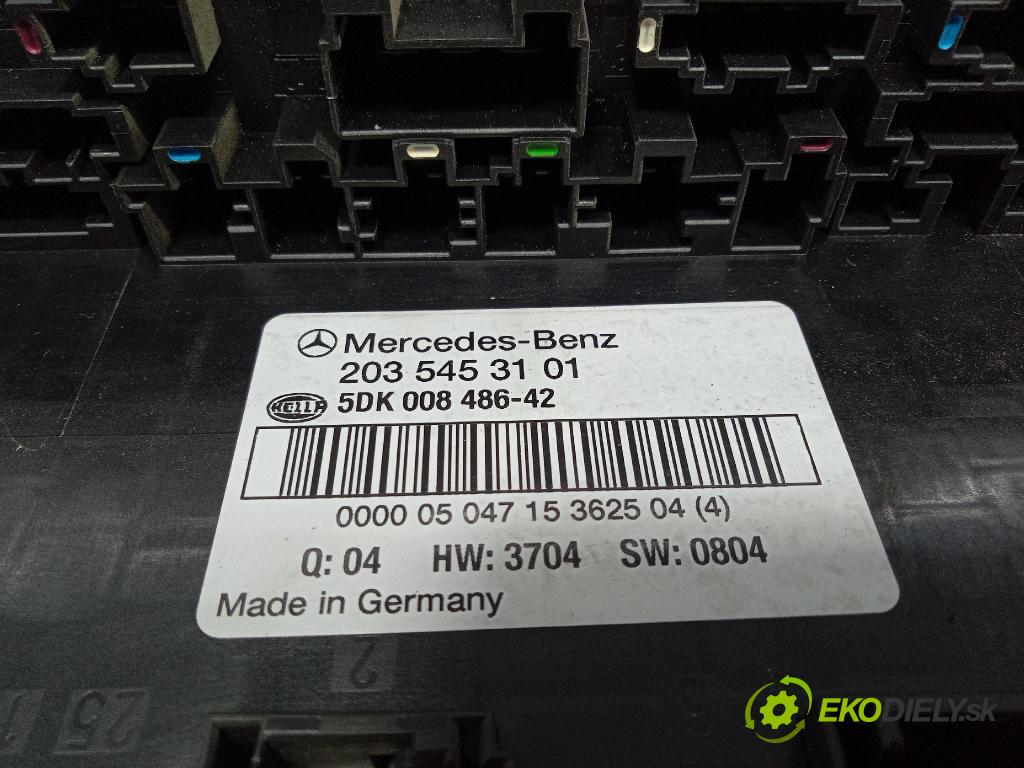 Mercedes-Benz
203 545 31 01
HELLA 5DK 008 486-42
0000 05 047 15 3625 04 (4)
Q: 04 HW: 3704 SW: 0804
Made in Germany
2
25
EKODIELY.sk